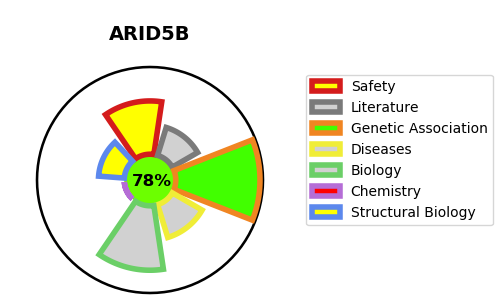 ARID5B
78%
Safety
Literature
Genetic Association
Diseases
Biology
Chemistry
Structural Biology